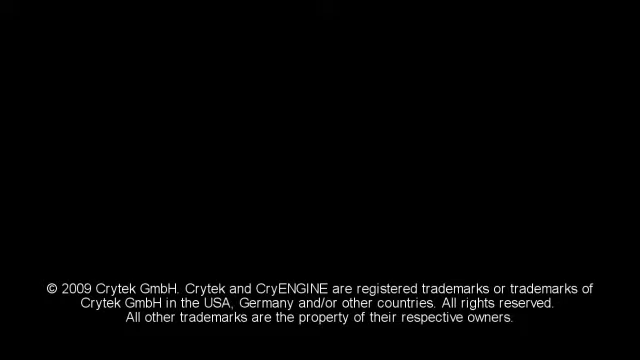 © 2009 Crytek GmbH. Crytek and CryENGINE are registered trademarks or trademarks of
Crytek GmbH in the USA, Germany and/or other countries. All rights reserved.
All other trademarks are the property of their respective owners.